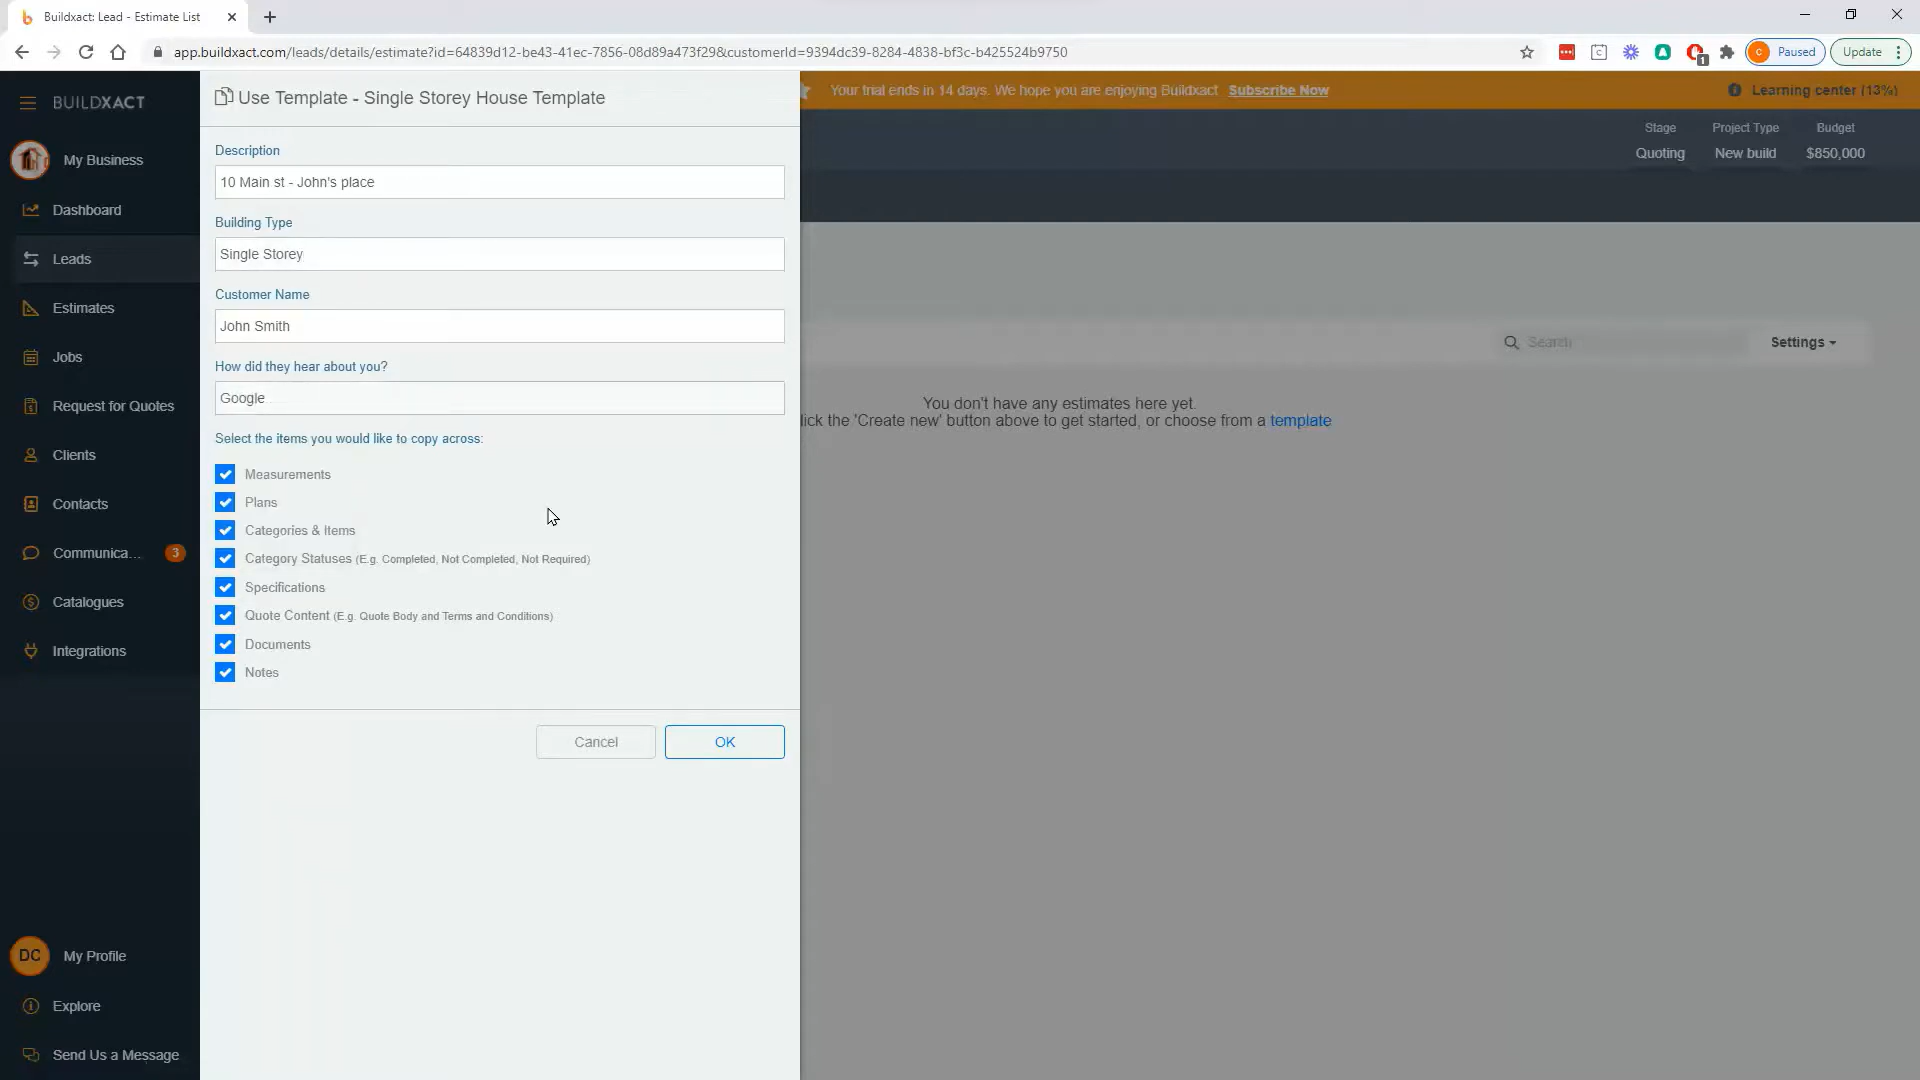 Buildxact: Lead - Estimate List
app.buildxact.com/leads/details/estimate?id=64839d12-be43-41ec-7856-08d89a473f29&customerId=9394dc39-8284-4838-bf3c-b425524b9750
C
1
C
Paused
Update
BUILDXACT
My Business
Dashboard
Leads
Estimates
Jobs
Request for Quotes
Clients
Contacts
Communica... 3
Catalogues
Integrations
DC My Profile
Explore
Send Us a Message
Use Template - Single Storey House Template
Description
10 Main st - John's place
Building Type
Single Storey
Customer Name
John Smith
How did they hear about you?
Google
Select the items you would like to copy across:
Measurements
Plans
Categories & Items
Category Statuses (E.g. Completed, Not Completed, Not Required)
Specifications
Quote Content (E.g. Quote Body and Terms and Conditions)
Documents
Notes
Cancel OK
Your trial ends in 14 days. We hope you are enjoying Buildxact Subscribe Now
Learning center (13%)
Stage Project Type Budget
Quoting New build $850,000
Search Settings
You don't have any estimates here yet.
lick the 'Create new' button above to get started, or choose from a template